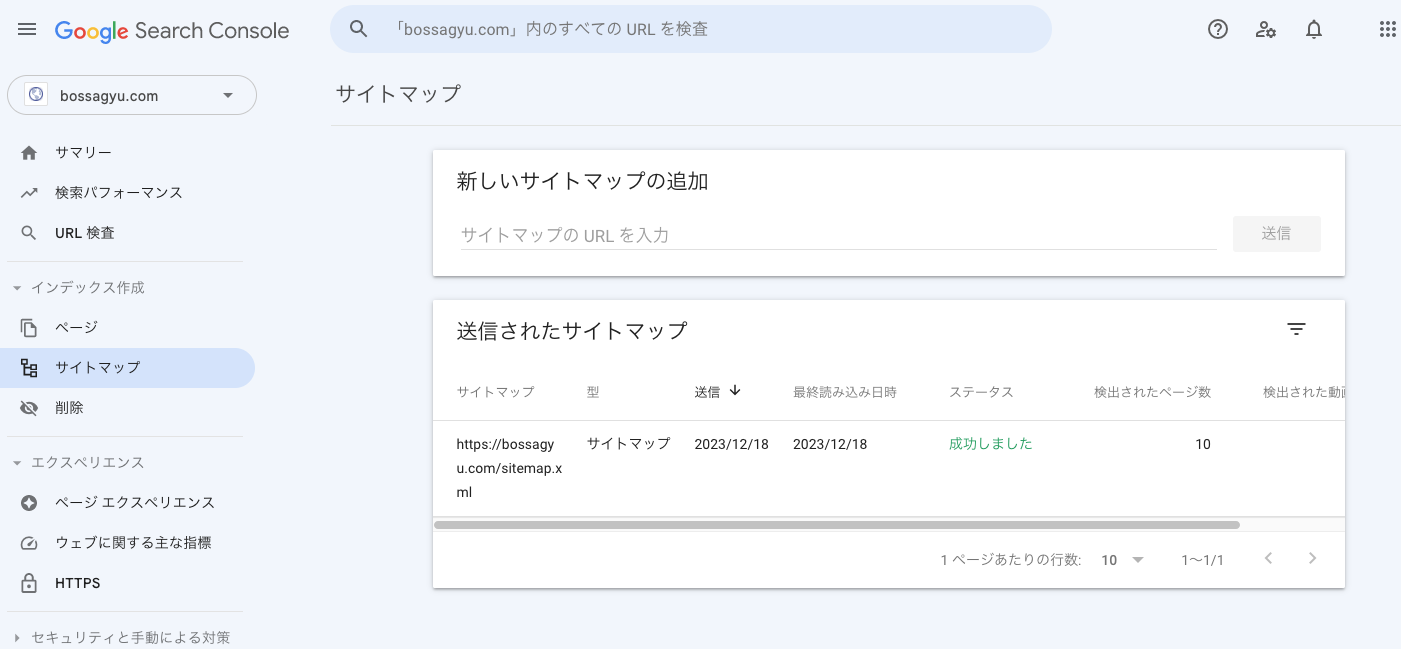 Google Search Console
「bossagyu.com」内のすべての URL を検査
bossagyu.com
サマリー
検索パフォーマンス
URL 検査
インデックス作成
ページ
サイトマップ
削除
エクスペリエンス
ページ エクスペリエンス
ウェブに関する主な指標
HTTPS
セキュリティと手動による対策
サイトマップ
新しいサイトマップの追加
サイトマップの URL を入力
送信
送信されたサイトマップ
サイトマップ 型 送信 最終読み込み日時 ステータス 検出されたページ数 検出された動画
https://bossagy サイトマップ 2023/12/18 2023/12/18 成功しました 10
u.com/sitemap.x
ml
1 ページあたりの行数: 10 1～1/1